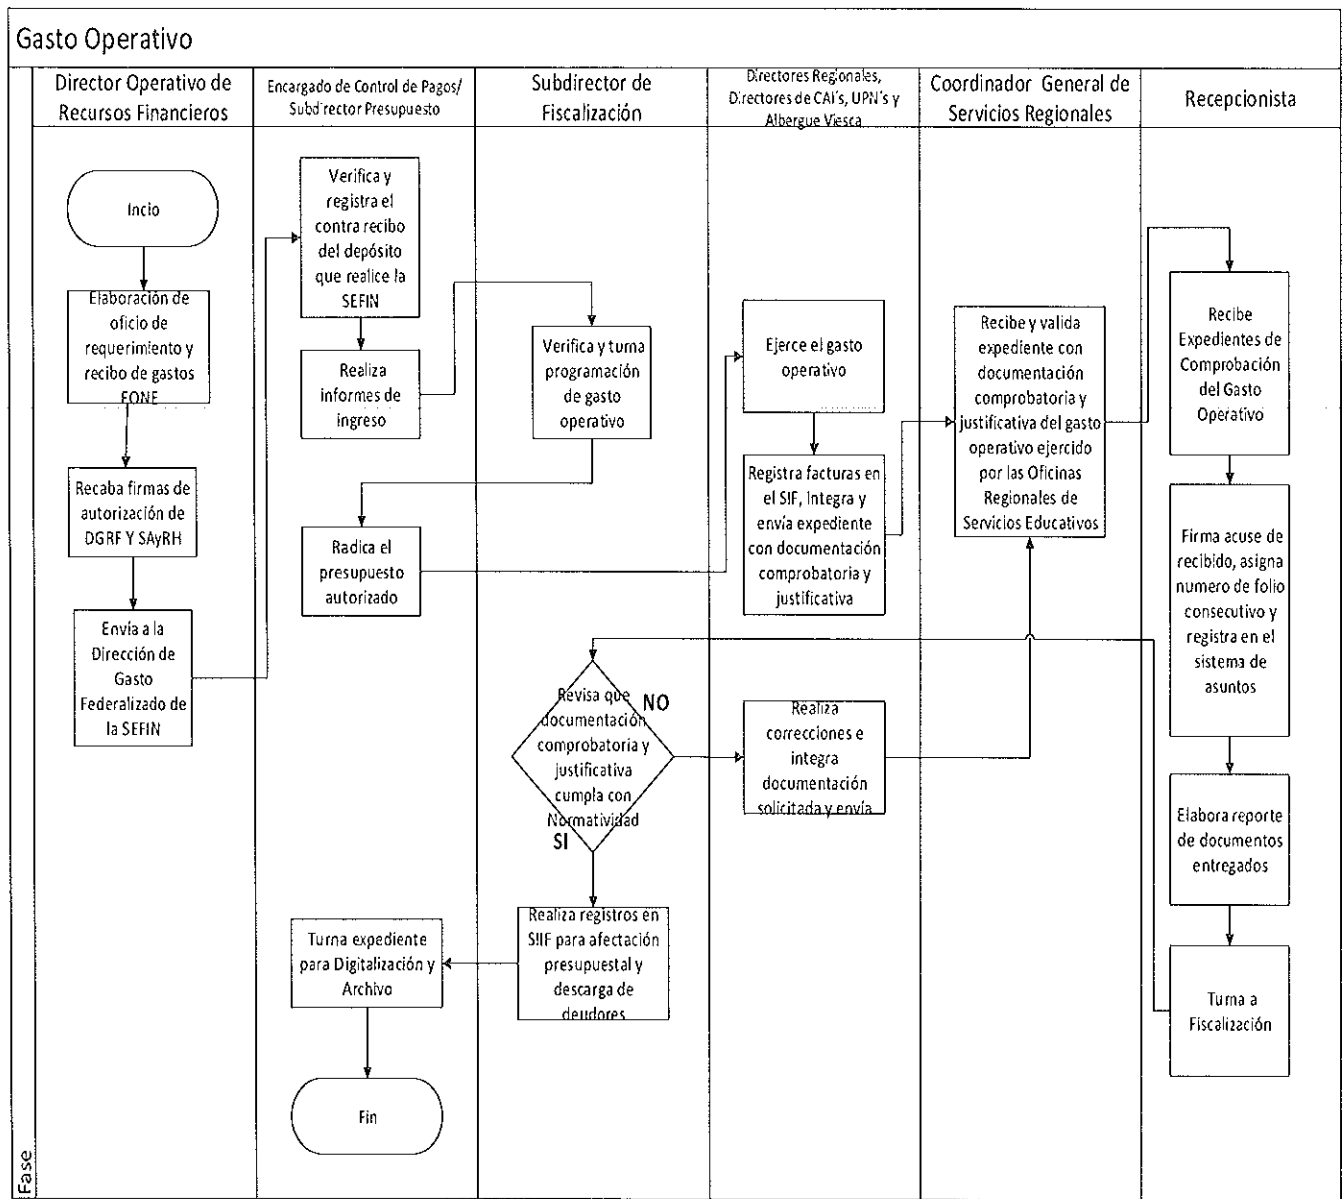 Gasto Operativo
Director Operativo de
Recursos Financieros
Encargado de Control de Pagos/
Subdirector Presupuesto
Subdirector de
Fiscalización
Directores Regionales,
Directores de CAI´s, UPN´s y
Albergue Viesca
Coordinador General de
Servicios Regionales
Recepcionista
Incio
Elaboración de
oficio de
requerimiento y
recibo de gastos
FONE
Recaba firmas de
autorización de
DGRF Y SAyRH
Envía a la
Dirección de
Gasto
Federalizado de
la SEFIN
Verifica y
registra el
contra recibo
del depósito
que realice la
SEFIN
Realiza
informes de
ingreso
Verifica y turna
programación
de gasto
operativo
Radica el
presupuesto
autorizado
Ejerce el gasto
operativo
Registra facturas en
el SIF, Integra y
envía expediente
con documentación
comprobatoria y
justificativa
Recibe y valida
expediente con
documentación
comprobatoria y
justificativa del gasto
operativo ejercido
por las Oficinas
Regionales de
Servicios Educativos
Recibe
Expedientes de
Comprobación
del Gasto
Operativo
Firma acuse de
recibido, asigna
numero de folio
consecutivo y
registra en el
sistema de
asuntos
Elabora reporte
de documentos
entregados
Turna a
Fiscalización
Revisa que
documentación
comprobatoria y
justificativa
cumpla con
Normatividad
NO
SI
Realiza
correcciones e
integra
documentación
solicitada y envía
Realiza registros en
SIIF para afectación
presupuestal y
descarga de
deudores
Turna expediente
para Digitalización y
Archivo
Fin
Fase